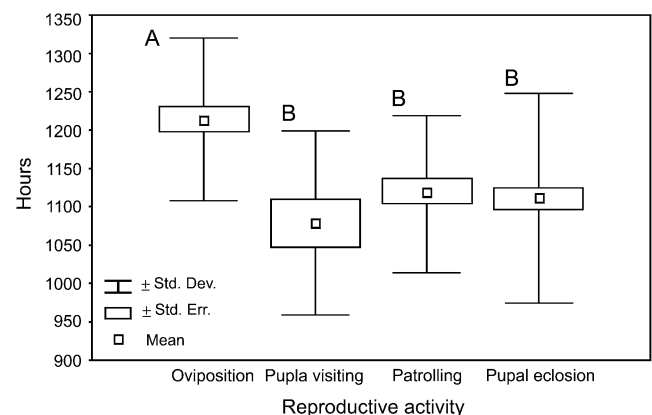 1350
1300
1250
1200
1150
1100
1050
1000
950
900
Hours
A
B
B
B
± Std. Dev.
± Std. Err.
Mean
Oviposition Pupla visiting Patrolling Pupal eclosion
Reproductive activity